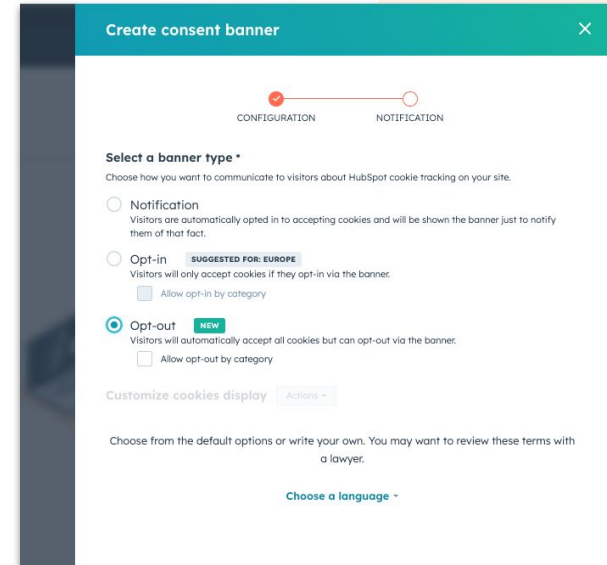 Create consent banner
CONFIGURATION
NOTIFICATION
Select a banner type *
Choose how you want to communicate to visitors about HubSpot cookie tracking on your site.
Notification
Visitors are automatically opted in to accepting cookies and will be shown the banner just to notify
them of that fact.
Opt-in SUGGESTED FOR: EUROPE
Visitors will only accept cookies if they opt-in via the banner.
Allow opt-in by category
Opt-out NEW
Visitors will automatically accept all cookies but can opt-out via the banner.
Allow opt-out by category
Customize cookies display Actions
Choose from the default options or write your own. You may want to review these terms with
a lawyer.
Choose a language